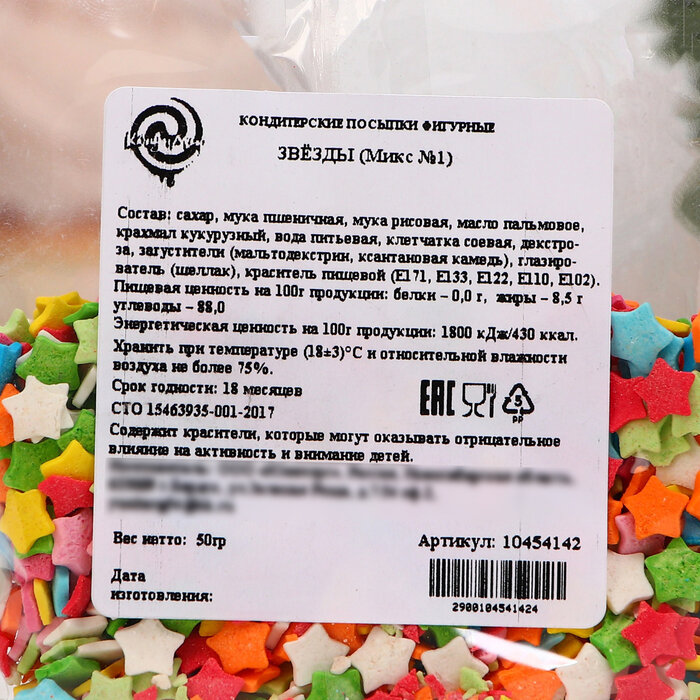 КОНДИТЕРСКИЕ ПОСЫПКИ ФИГУРНЫЕ
ЗВЁЗДЫ (Микс №1)
Состав: сахар, мука пшеничная, мука рисовая, масло пальмовое,
крахмал кукурузный, вода питьевая, клетчатка соевая, декстро-
за, загустители (мальтодекстрин, ксантановая камедь), глазиро-
ватель (шеллак), краситель пищевой (Е171, Е133, Е122, Е110, Е102).
Пищевая ценность на 100г продукции: белки – 0,0 г, жиры – 8,5 г
углеводы – 88,0
Энергетическая ценность на 100г продукции: 1800 кДж/430 ккал.
Хранить при температуре (18±3)°С и относительной влажности
воздуха не более 75%.
Срок годности: 18 месяцев
СТО 15463935-001-2017
ЕАС
5
PP
Содержит красители, которые могут оказывать отрицательное
влияние на активность и внимание детей.
Вес нетто: 50гр
Артикул: 10454142
Дата
изготовления:
2900104541424